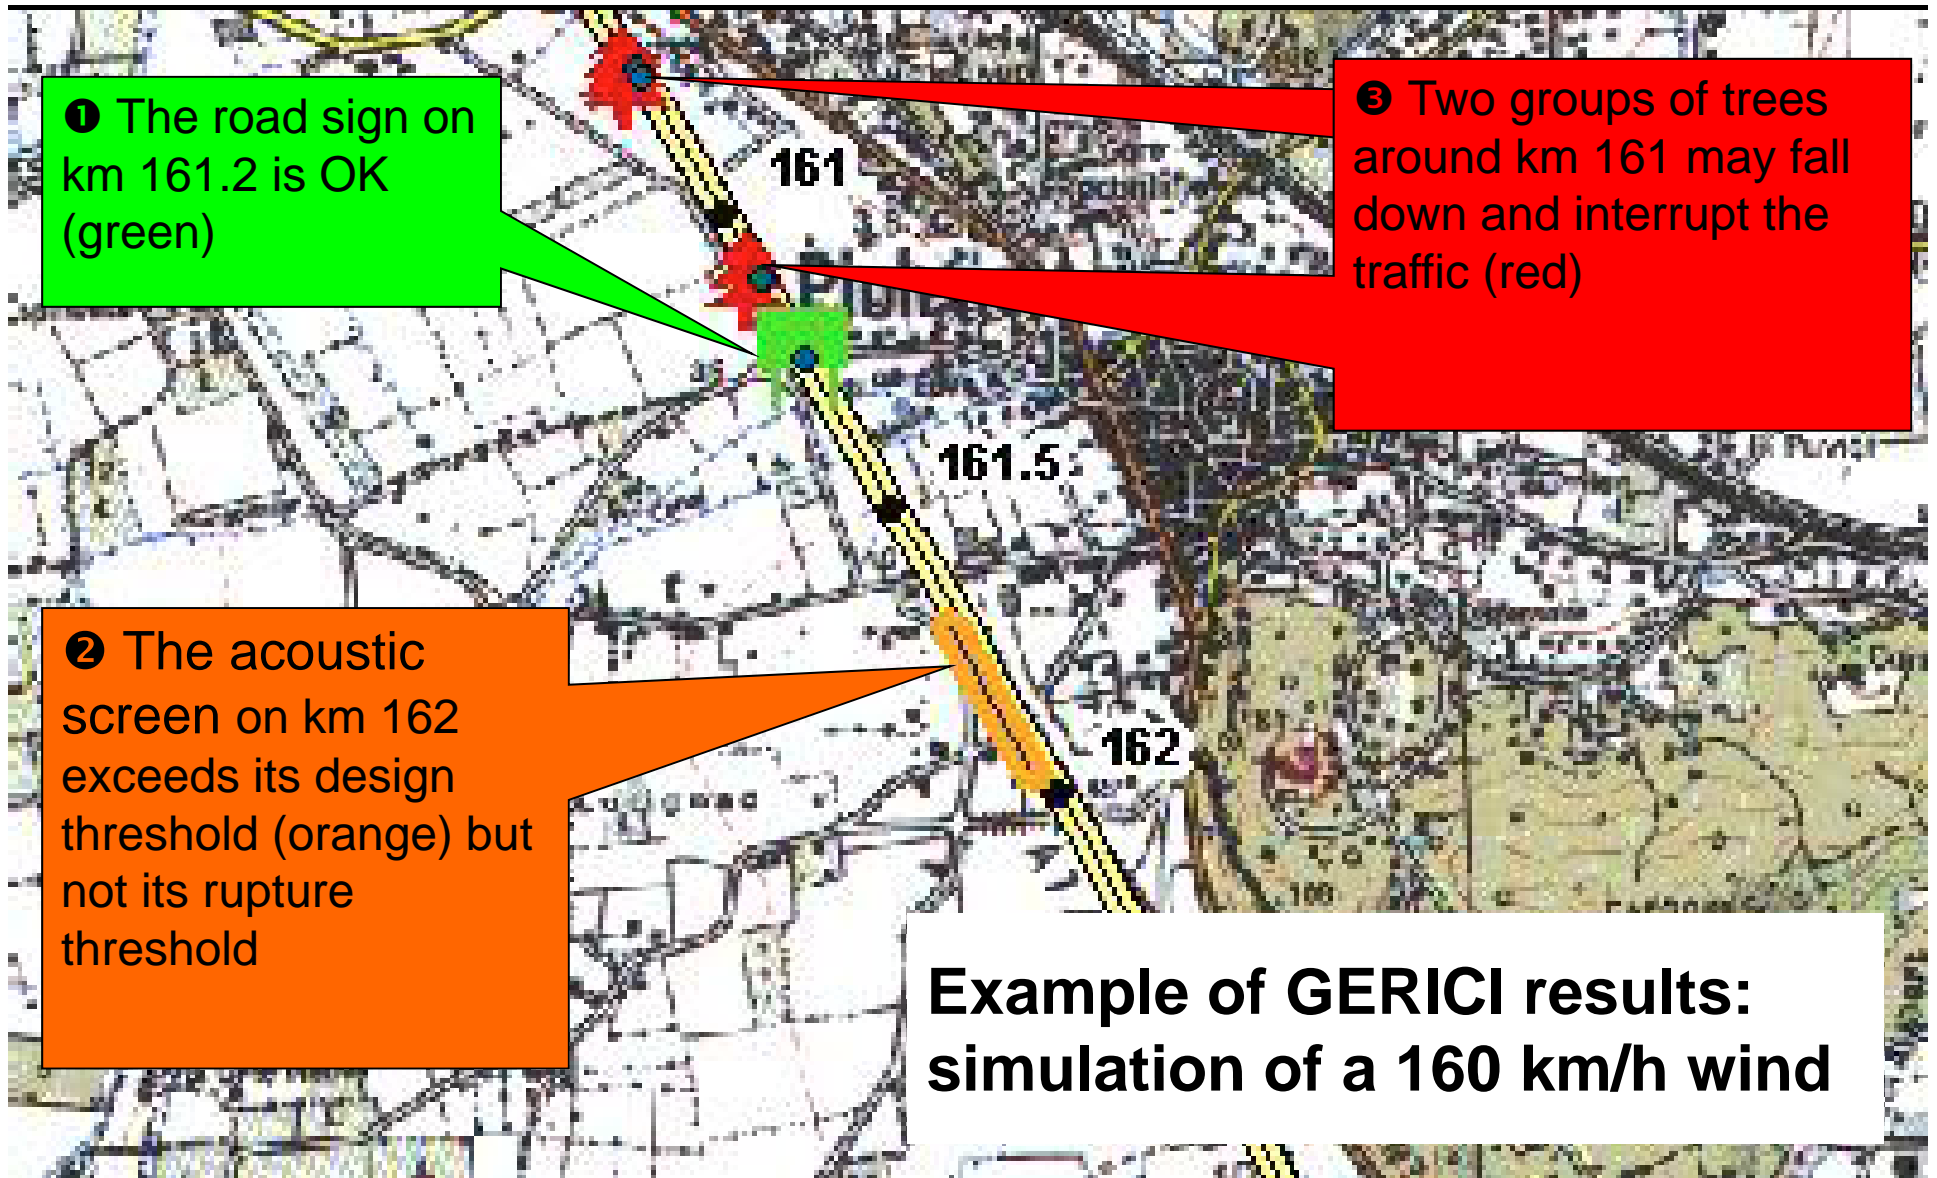 ❶ The road sign on
km 161.2 is OK
(green)
❸ Two groups of trees
around km 161 may fall
down and interrupt the
traffic (red)
161
161.5
❷ The acoustic
screen on km 162
exceeds its design
threshold (orange) but
not its rupture
threshold
162
100
Example of GERICI results:
simulation of a 160 km/h wind